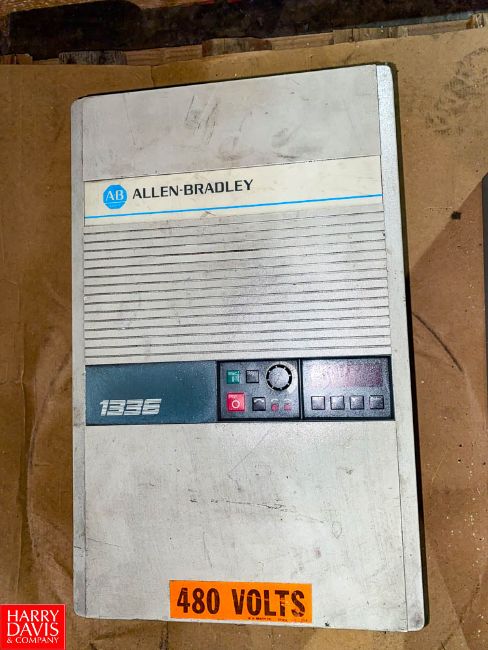 AB ALLEN-BRADLEY
1336
480 VOLTS
HARRY
DAVIS
& COMPANY